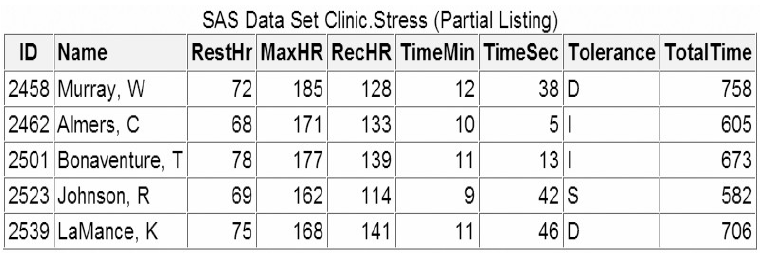 SAS Data Set Clinic.Stress (Partial Listing)
ID Name RestHr MaxHR RecHR TimeMin TimeSec Tolerance TotalTime
2458 Murray, W 72 185 128 12 38 D 758
2462 Almers, C 68 171 133 10 5 I 605
2501 Bonaventure, T 78 177 139 11 13 I 673
2523 Johnson, R 69 162 114 9 42 S 582
2539 LaMance, K 75 168 141 11 46 D 706